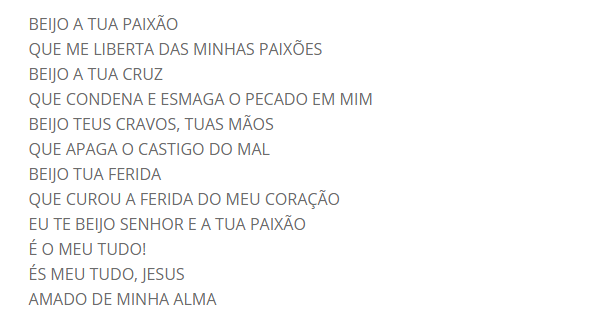 BEIJO A TUA PAIXÃO
QUE ME LIBERTA DAS MINHAS PAIXÕES
BEIJO A TUA CRUZ
QUE CONDENA E ESMAGA O PECADO EM MIM
BEIJO TEUS CRAVOS, TUAS MÃOS
QUE APAGA O CASTIGO DO MAL
BEIJO TUA FERIDA
QUE CUROU A FERIDA DO MEU CORAÇÃO
EU TE BEIJO SENHOR E A TUA PAIXÃO
É O MEU TUDO!
ÉS MEU TUDO, JESUS
AMADO DE MINHA ALMA